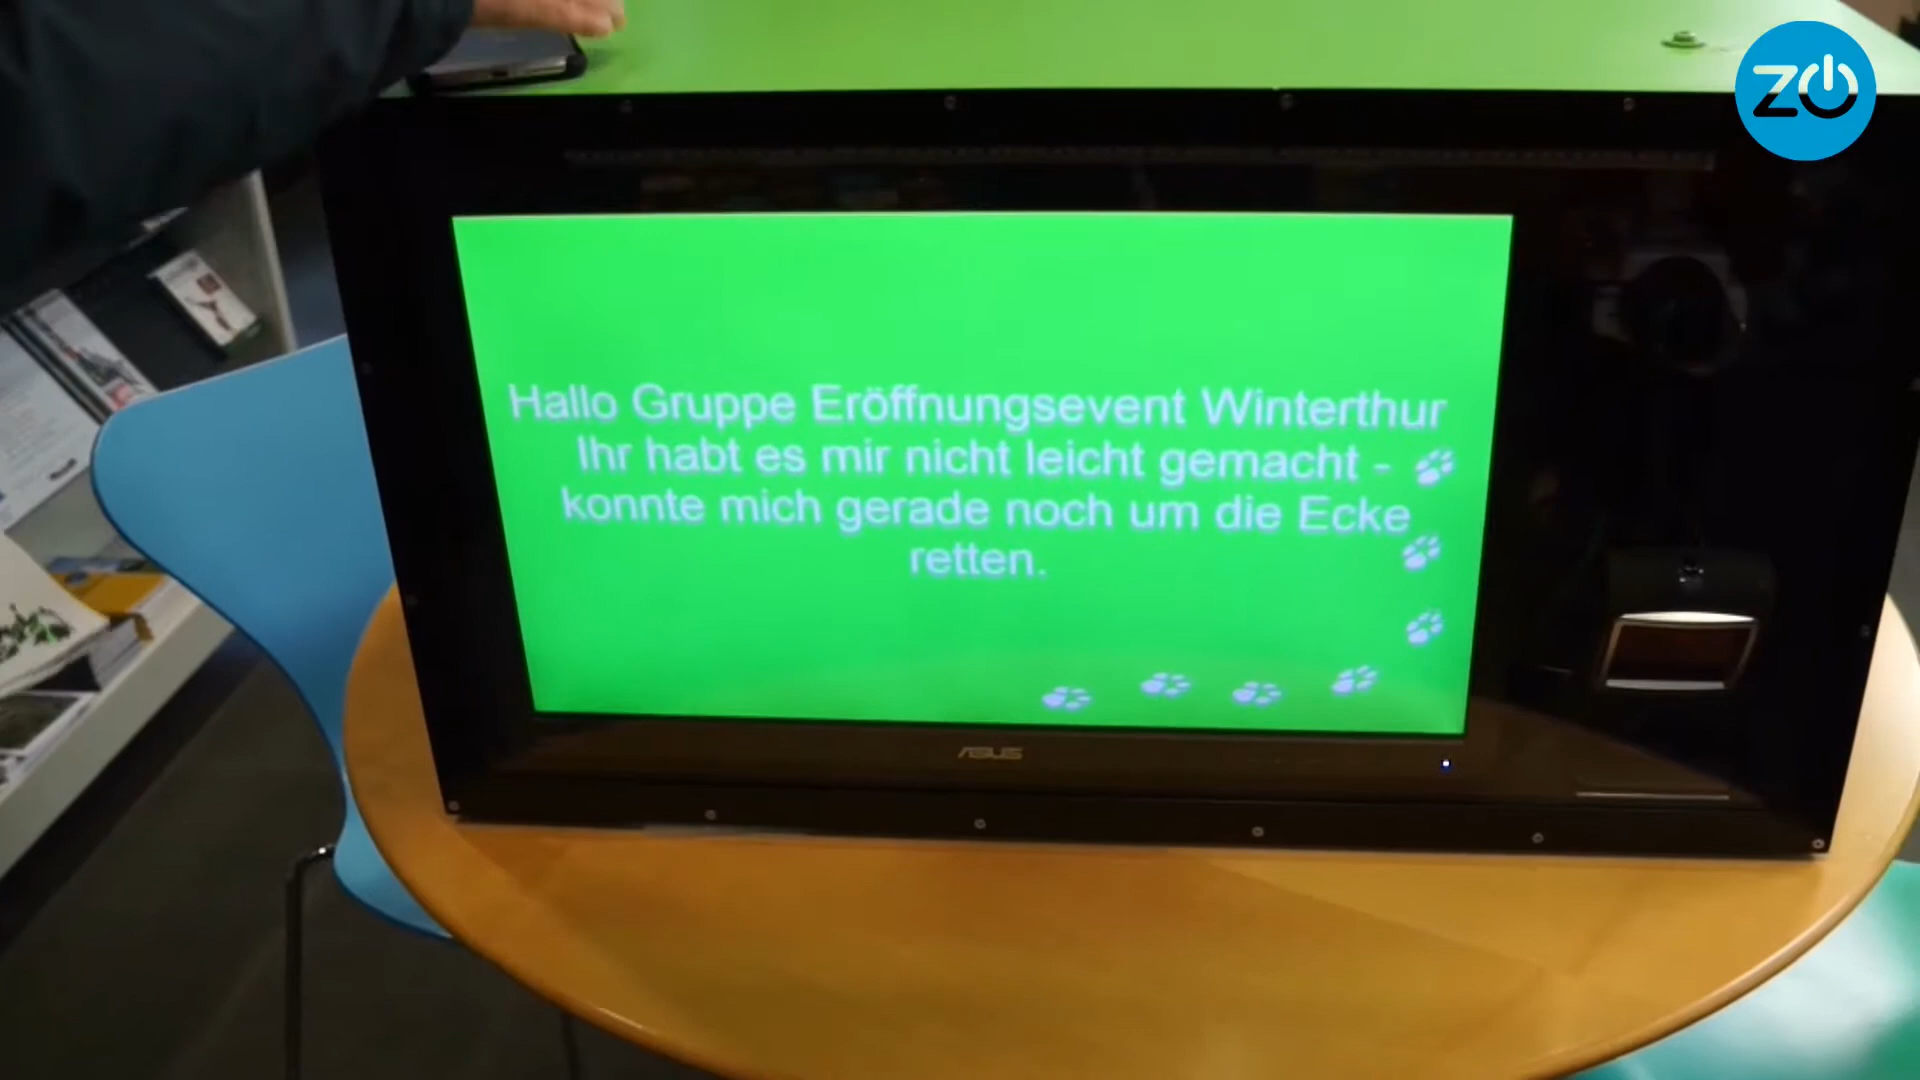 ZO
Hallo Gruppe Eröffnungsevent Winterthur
Ihr habt es mir nicht leicht gemacht -
konnte mich gerade noch um die Ecke
retten.
ASUS